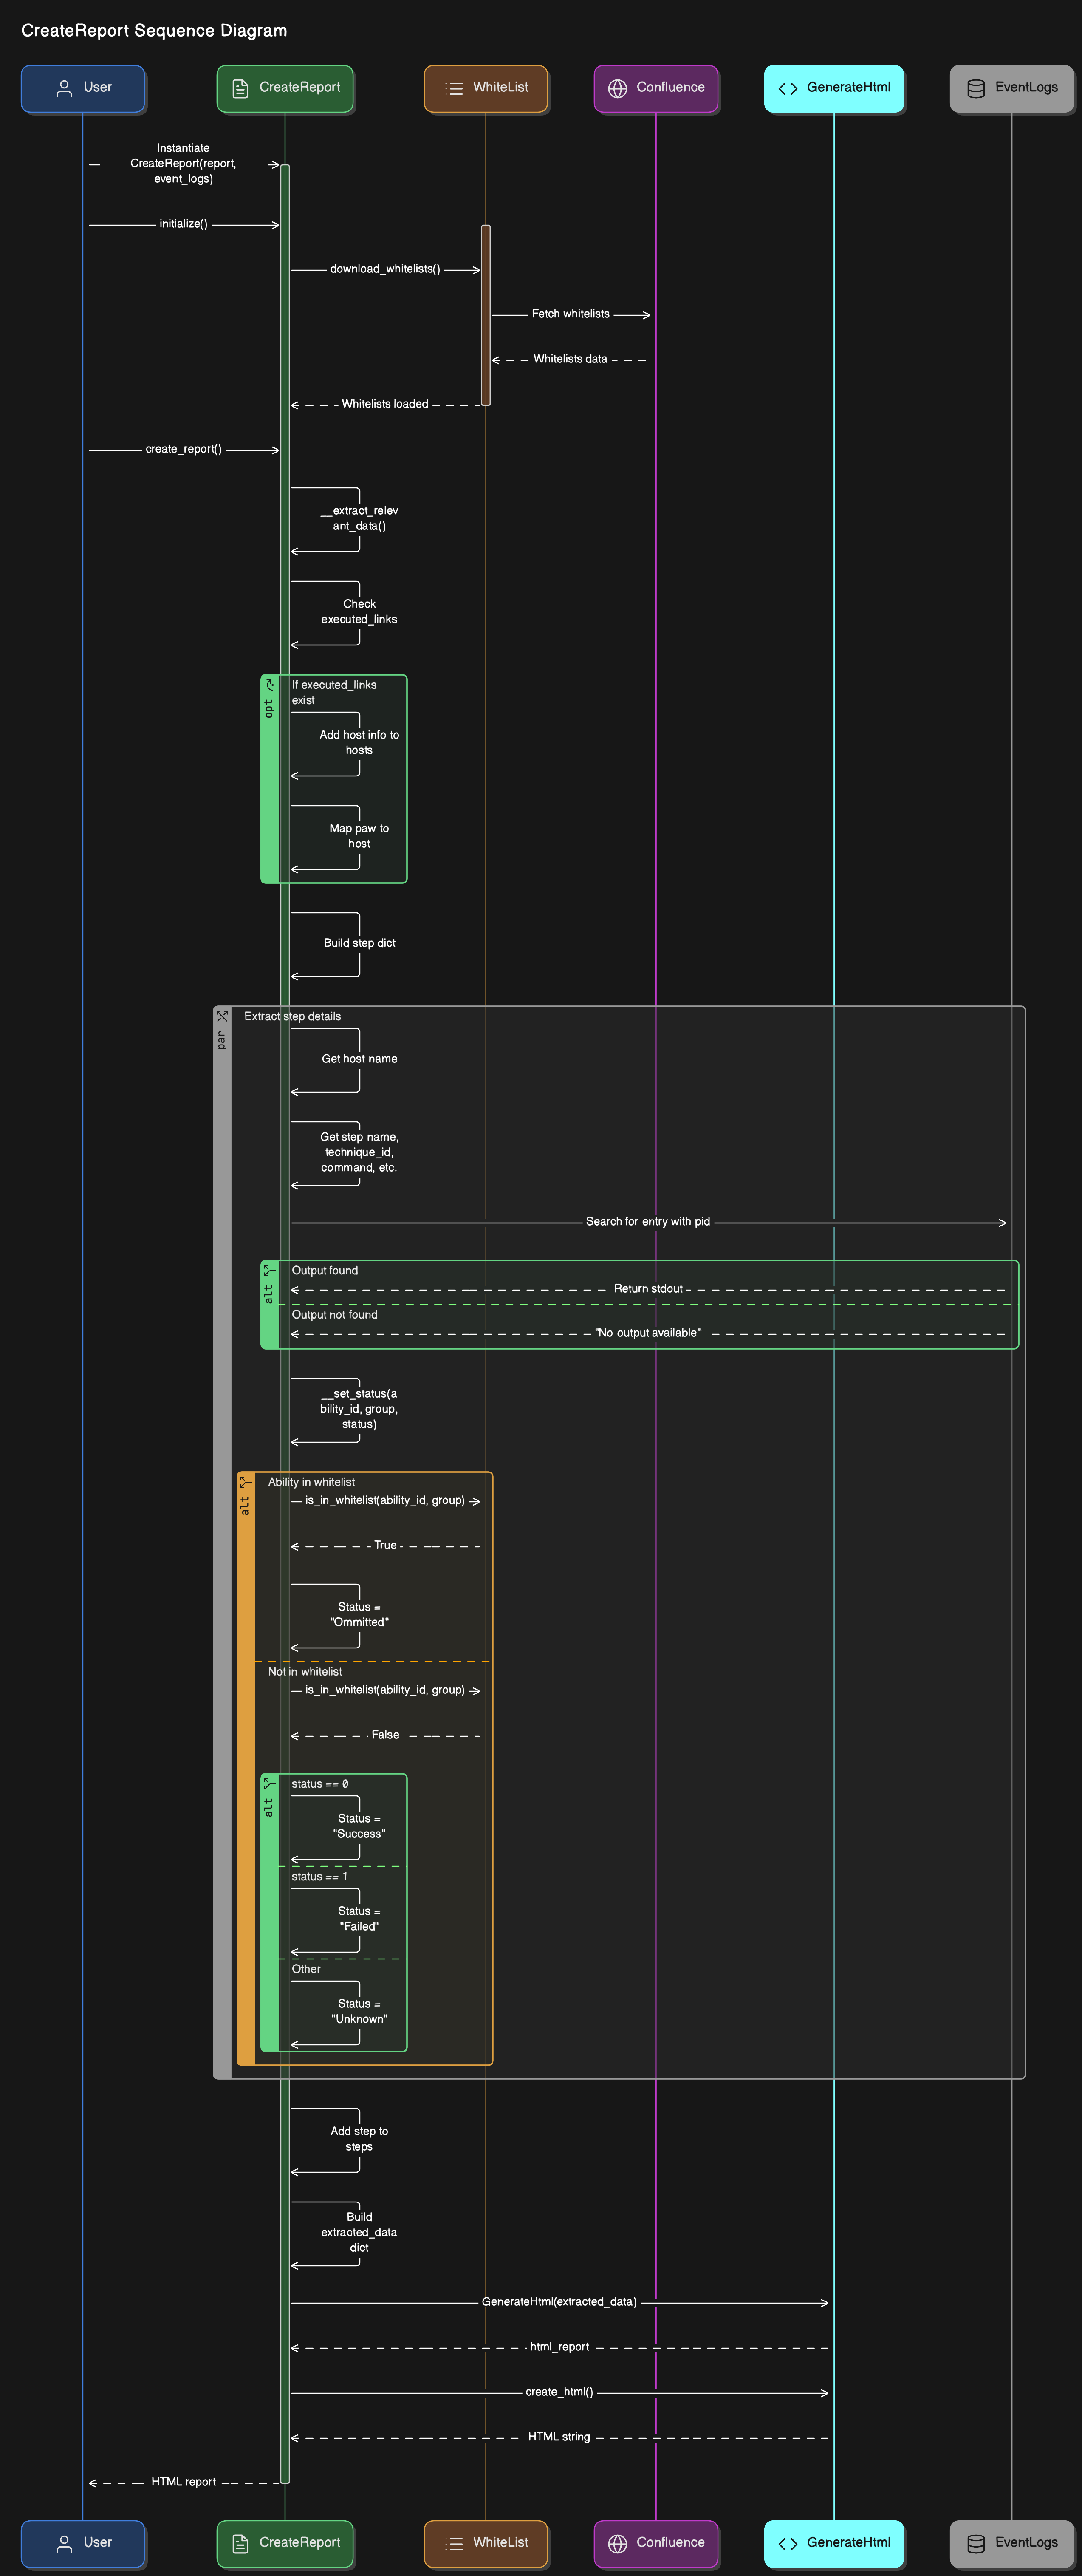 CreateReport Sequence Diagram
User
CreateReport
WhiteList
Confluence
GenerateHtml
EventLogs
Instantiate
CreateReport(report,
event_logs)
initialize()
download_whitelists()
Fetch whitelists
Whitelists data
Whitelists loaded
create_report()
__extract_relev
ant_data()
Check
executed_links
opt
If executed_links
exist
Add host info to
hosts
Map paw to
host
Build step dict
par
Extract step details
Get host name
Get step name,
technique_id,
command, etc.
Search for entry with pid
alt
Output found
Return stdout
Output not found
"No output available"
__set_status(a
bility_id, group,
status)
alt
Ability in whitelist
is_in_whitelist(ability_id, group)
True
Status =
"Ommitted"
Not in whitelist
is_in_whitelist(ability_id, group)
False
alt
status == 0
Status =
"Success"
status == 1
Status =
"Failed"
Other
Status =
"Unknown"
Add step to
steps
Build
extracted_data
dict
GenerateHtml(extracted_data)
html_report
create_html()
HTML string
HTML report
User
CreateReport
WhiteList
Confluence
GenerateHtml
EventLogs